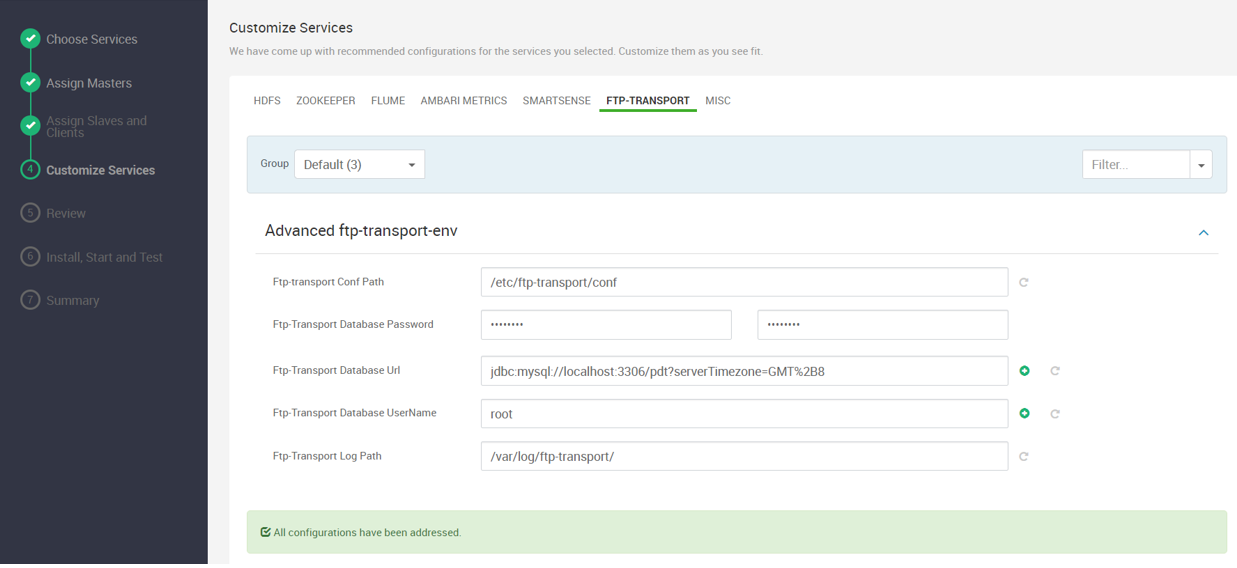 Choose Services
Assign Masters
Assign Slaves and
Clients
4 Customize Services
5 Review
6 Install, Start and Test
7 Summary
Customize Services
We have come up with recommended configurations for the services you selected. Customize them as you see fit.
HDFS ZOOKEEPER FLUME AMBARI METRICS SMARTSENSE FTP-TRANSPORT MISC
Group Default (3) Filter...
Advanced ftp-transport-env
Ftp-transport Conf Path /etc/ftp-transport/conf
Ftp-Transport Database Password •••••••• ••••••••
Ftp-Transport Database Url jdbc:mysql://localhost:3306/pdt?serverTimezone=GMT%2B8
Ftp-Transport Database UserName root
Ftp-Transport Log Path /var/log/ftp-transport/
All configurations have been addressed.